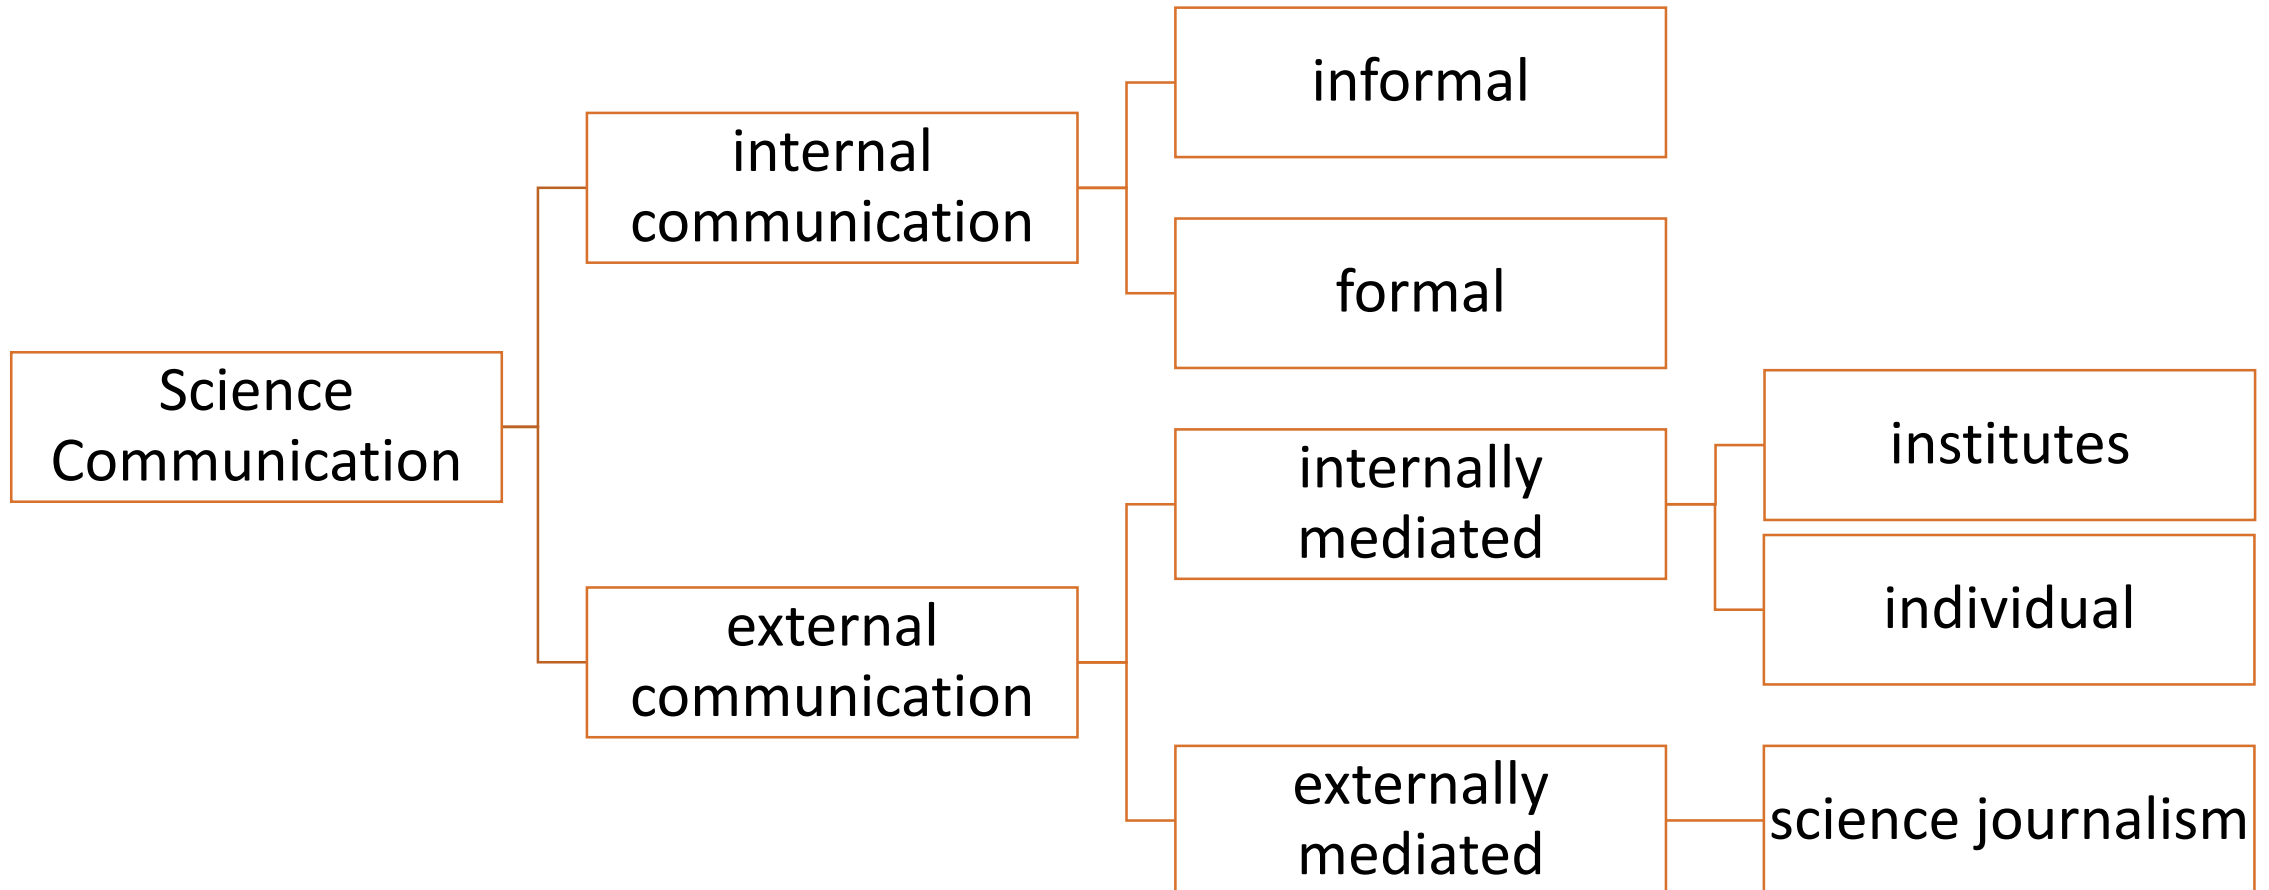 Science
Communication
internal
communication
informal
formal
external
communication
internally
mediated
institutes
individual
externally
mediated
science journalism